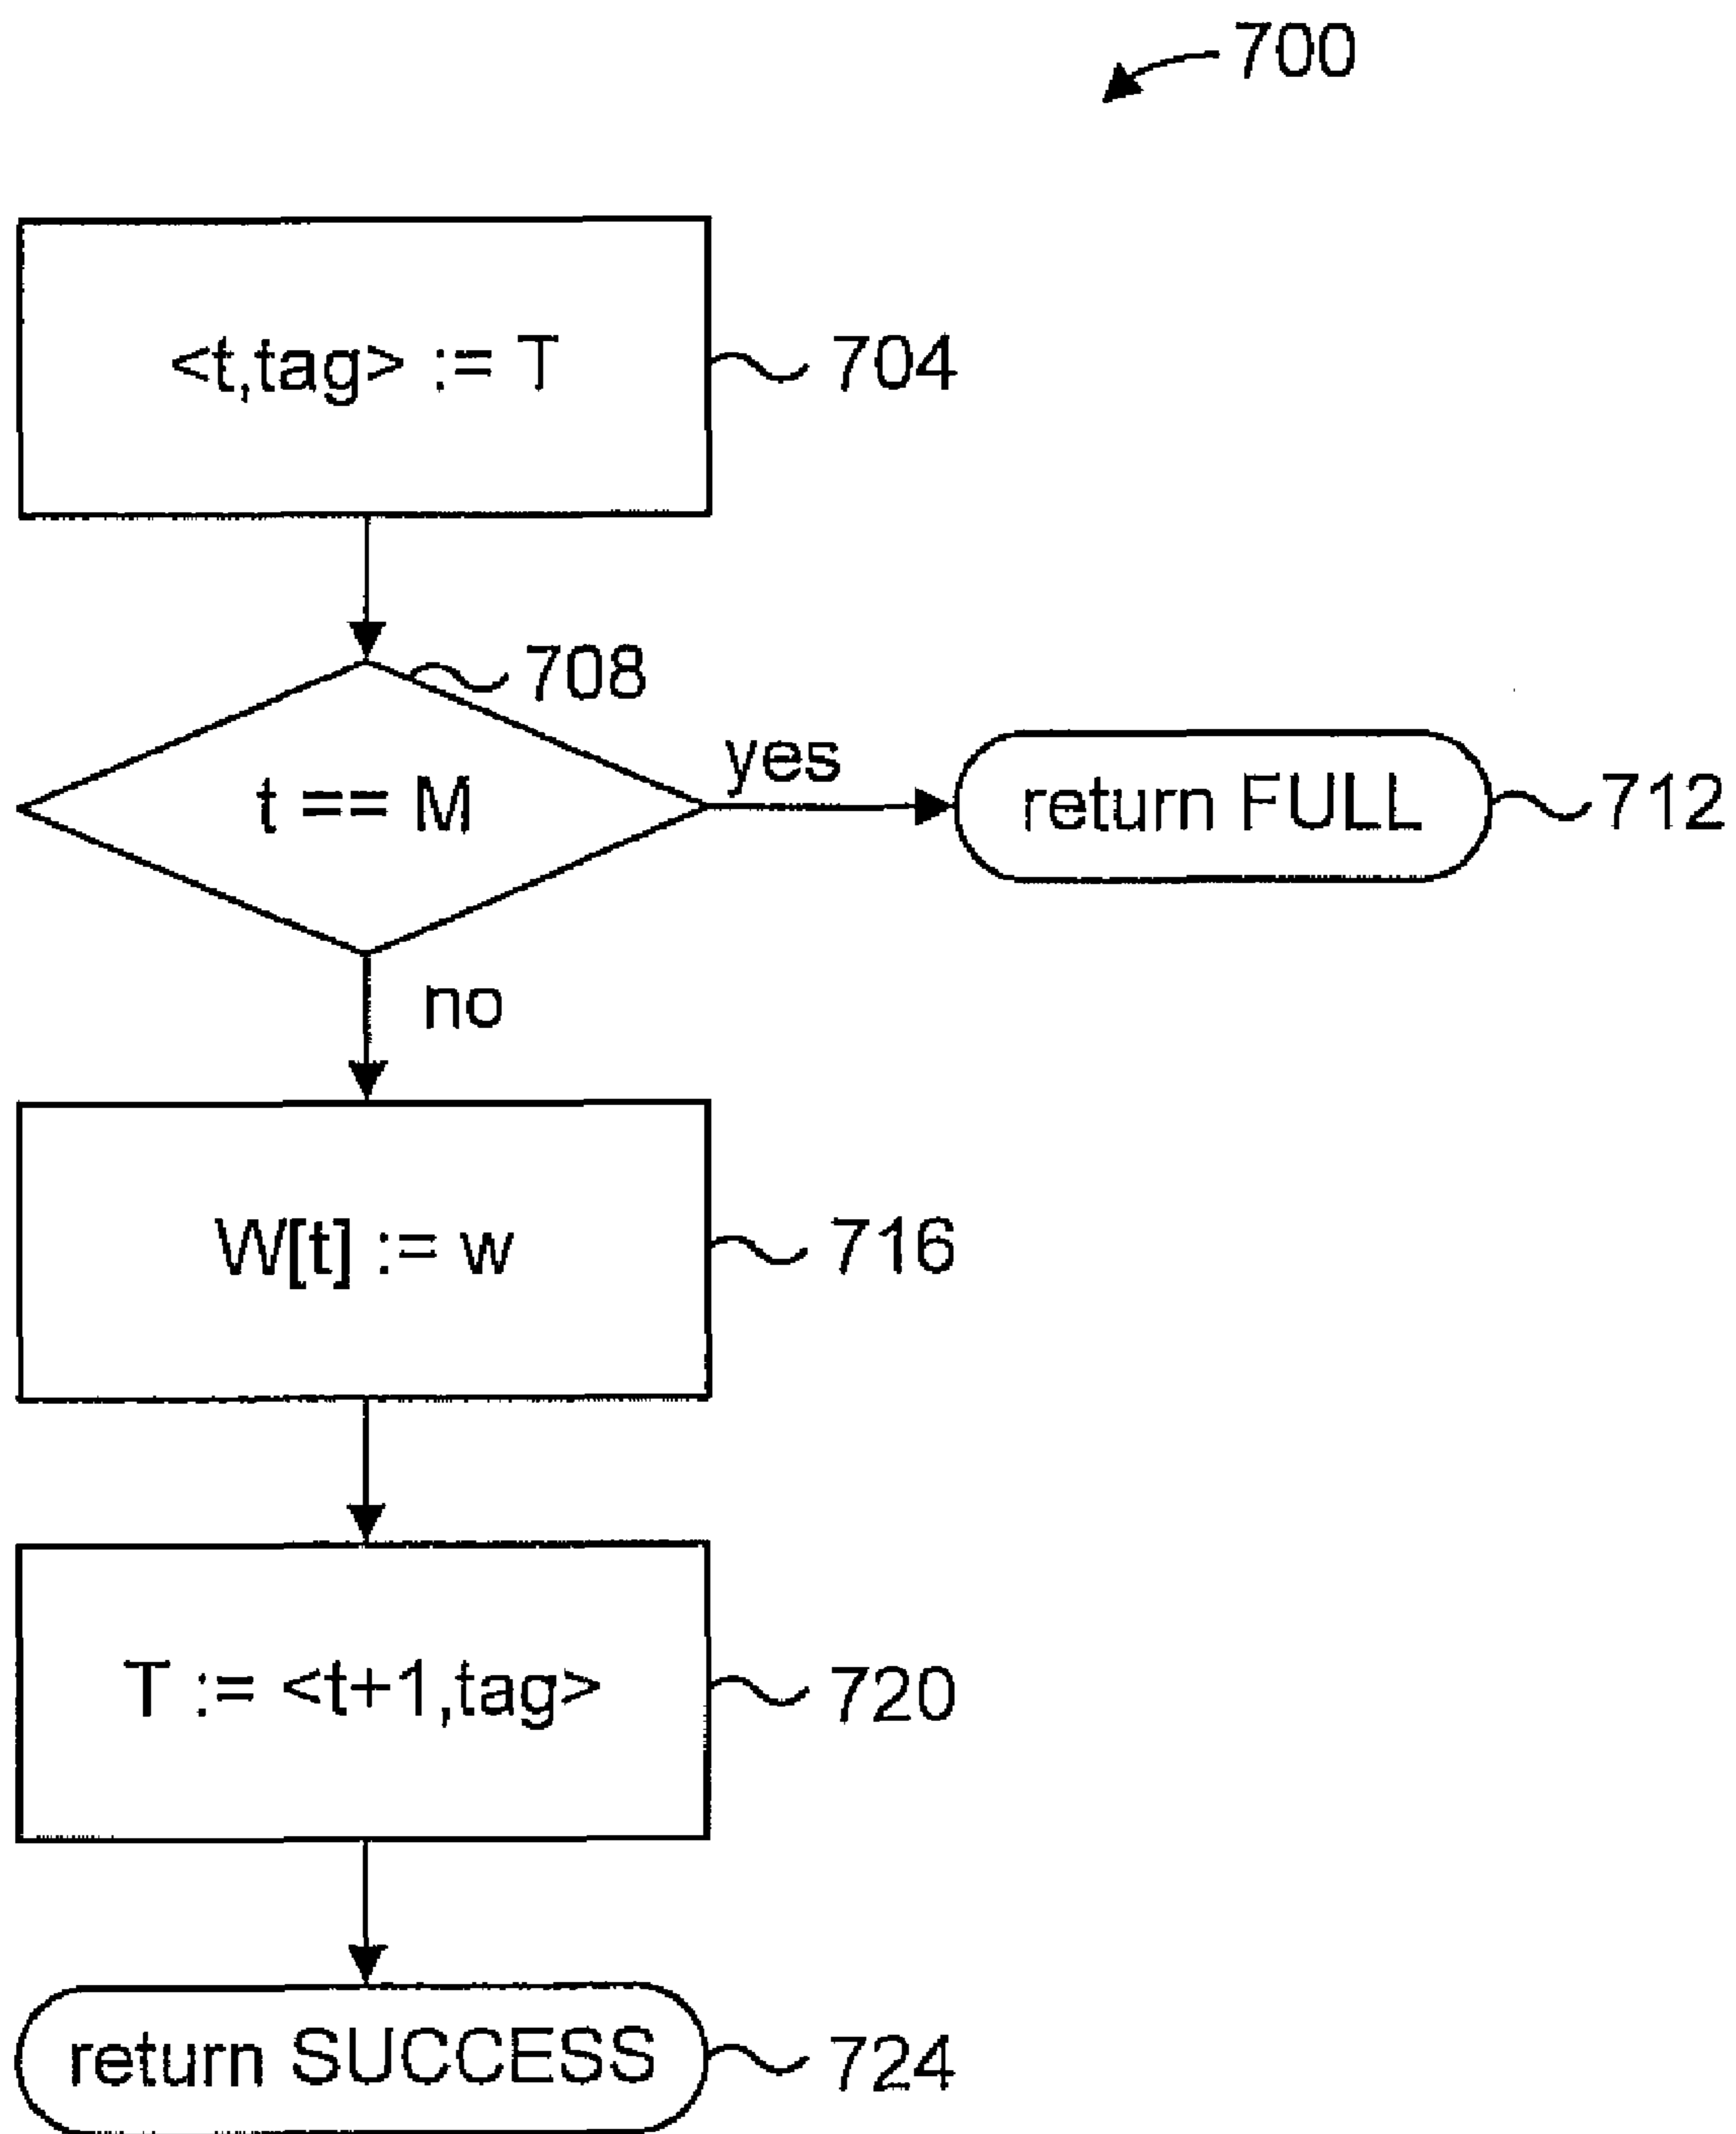 700
<t,tag> := T
704
708
t == M
yes
return FULL
712
no
W[t] := w
716
T := <t+1,tag>
720
return SUCCESS
724